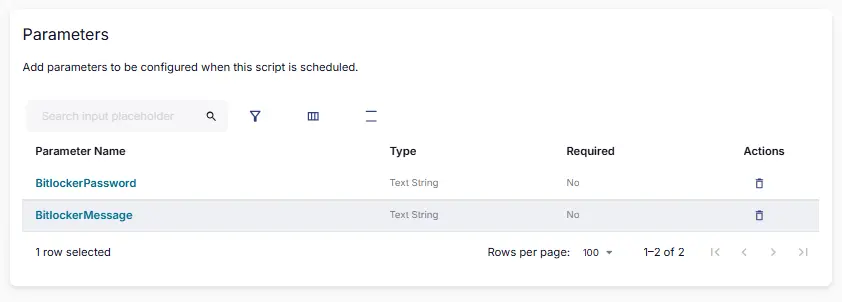 Parameters
Add parameters to be configured when this script is scheduled.
Search input placeholder
Parameter Name Type Required Actions
BitlockerPassword Text String No
BitlockerMessage Text String No
1 row selected Rows per page: 100 1–2 of 2